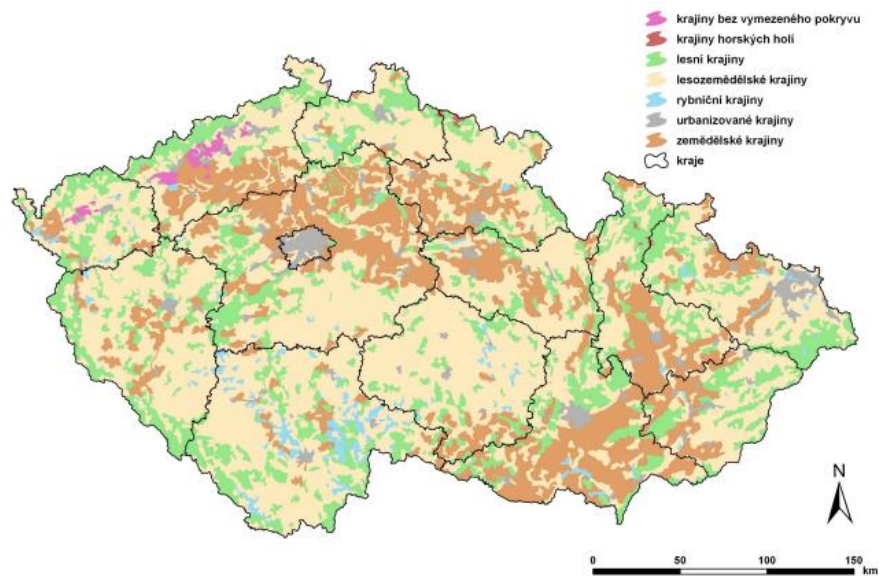 krajiny bez vymezeného pokryvu
krajiny horských holí
lesní krajiny
lesozemědělské krajiny
rybniční krajiny
urbanizované krajiny
zemědělské krajiny
kraje
N
0 50 100 150
km